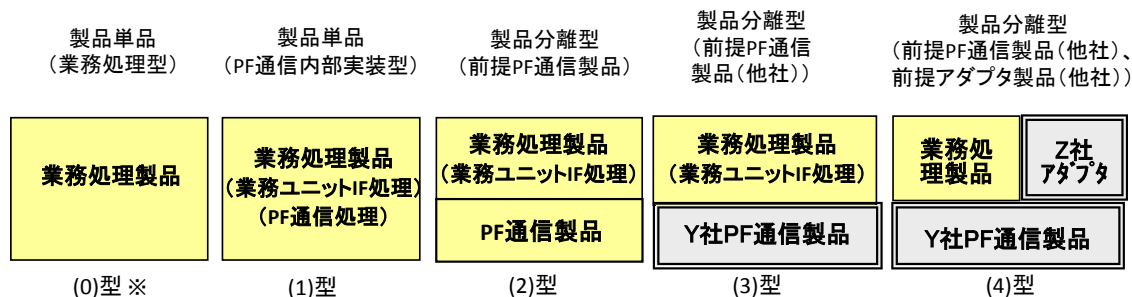 製品単品
（業務処理型）
製品単品
（PF通信内部実装型）
製品分離型
（前提PF通信製品）
製品分離型
（前提PF通信
製品（他社））
製品分離型
（前提PF通信製品（他社）、
前提アダプタ製品（他社））
業務処理製品
業務処理製品
（業務ユニットIF処理）
（PF通信処理）
業務処理製品
（業務ユニットIF処理）
PF通信製品
業務処理製品
（業務ユニットIF処理）
Y社PF通信製品
業務処
理製品
Z社
アダプタ
Y社PF通信製品
(0)型 ※
(1)型
(2)型
(3)型
(4)型